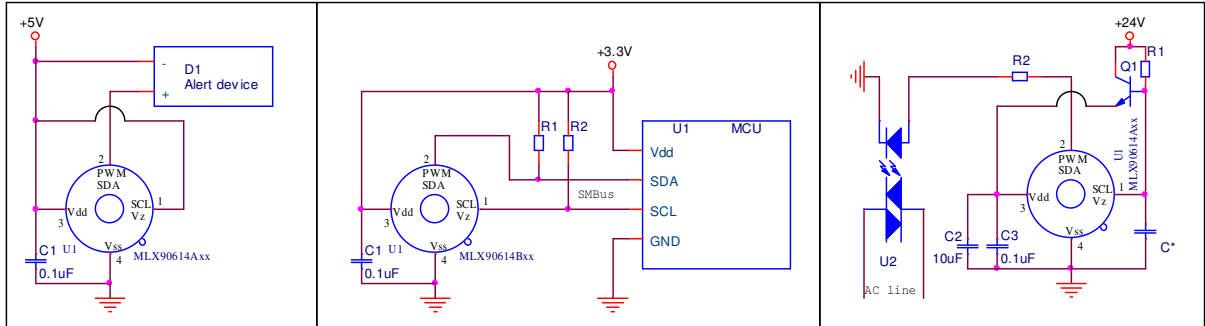 +5V
-
D1
Alert device
+
2
PWM
SDA
SCL
Vz
1
Vdd
3
Vss
4
C1
U1
0.1uF
MLX90614Axx
+3.3V
R1
R2
U1
MCU
Vdd
SDA
SCL
GND
SMBus
2
PWM
SDA
SCL
Vz
1
Vdd
3
Vss
4
C1
U1
0.1uF
MLX90614Bxx
+24V
R1
Q1
R2
U1
MLX90614Axx
2
PWM
SDA
SCL
Vz
1
Vdd
3
Vss
4
C2
10uF
C3
0.1uF
C*
U2
AC line